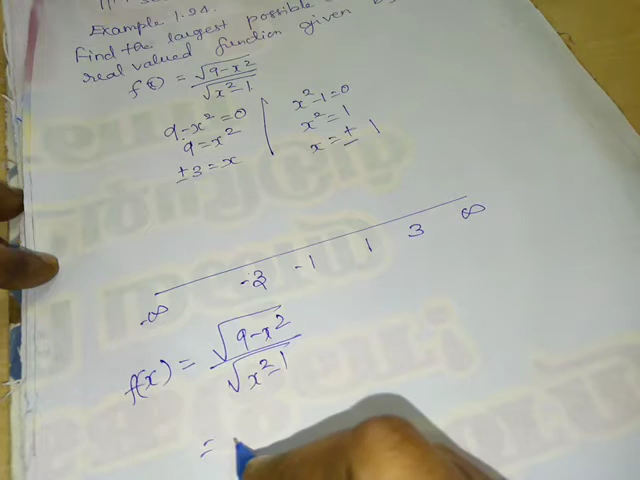 Example 1.24.
Find the largest possible
real valued function given
f(x) = √9-x² / √x²-1
9-x²=0
9=x²
±3=x
x²-1=0
x²=1
x=±1
-∞ -3 -1 1 3 ∞
f(x) = √9-x² / √x²-1
=